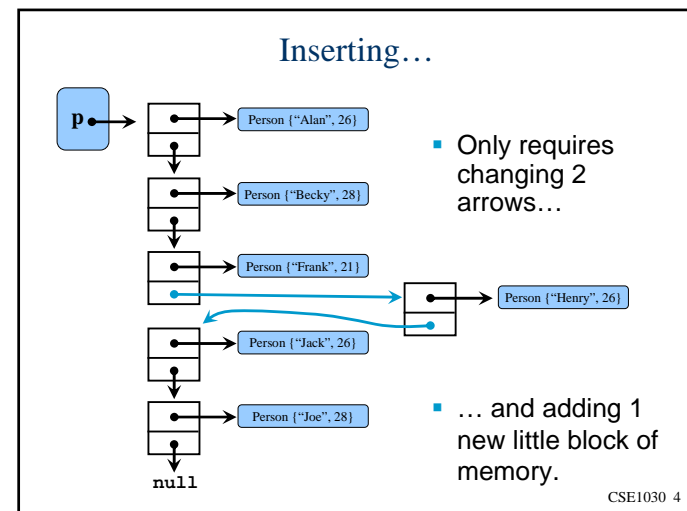 Inserting…
p
Person {“Alan”, 26}
Person {“Becky”, 28}
Person {“Frank”, 21}
Person {“Henry”, 26}
Person {“Jack”, 26}
Person {“Joe”, 28}
null
▪ Only requires
changing 2
arrows…
▪ … and adding 1
new little block of
memory.
CSE1030 4